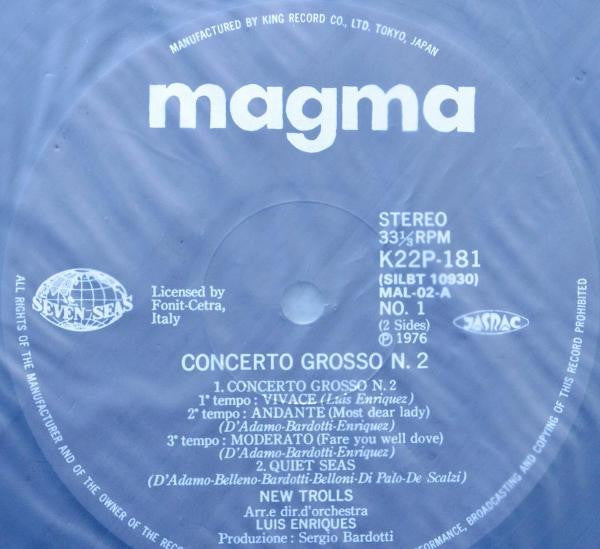 MANUFACTURED BY KING RECORD CO., LTD. TOKYO, JAPAN
magma
STEREO
33⅓RPM
K22P-181
(SILBT 10930)
MAL-02-A
NO. 1
(2 Sides)
Ⓟ1976
SEVEN SEAS
Licensed by
Fonit-Cetra,
Italy
JASRAC
CONCERTO GROSSO N. 2
1. CONCERTO GROSSO N. 2
1° tempo : VIVACE (Luis Enriquez)
2° tempo : ANDANTE (Most dear lady)
(D'Adamo-Bardotti-Enriquez)
3° tempo : MODERATO (Fare you well dove)
(D'Adamo-Bardotti-Enriquez)
2. QUIET SEAS
(D'Adamo-Belleno-Bardotti-Belloni-Di Palo-De Scalzi)
NEW TROLLS
Arr.e dir.d'orchestra
LUIS ENRIQUES
Produzione : Sergio Bardotti
ALL RIGHTS OF THE MANUFACTURER AND OF THE OWNER OF THE
PERFORMANCE, BROADCASTING AND COPYING OF THIS RECORD PROHIBITED